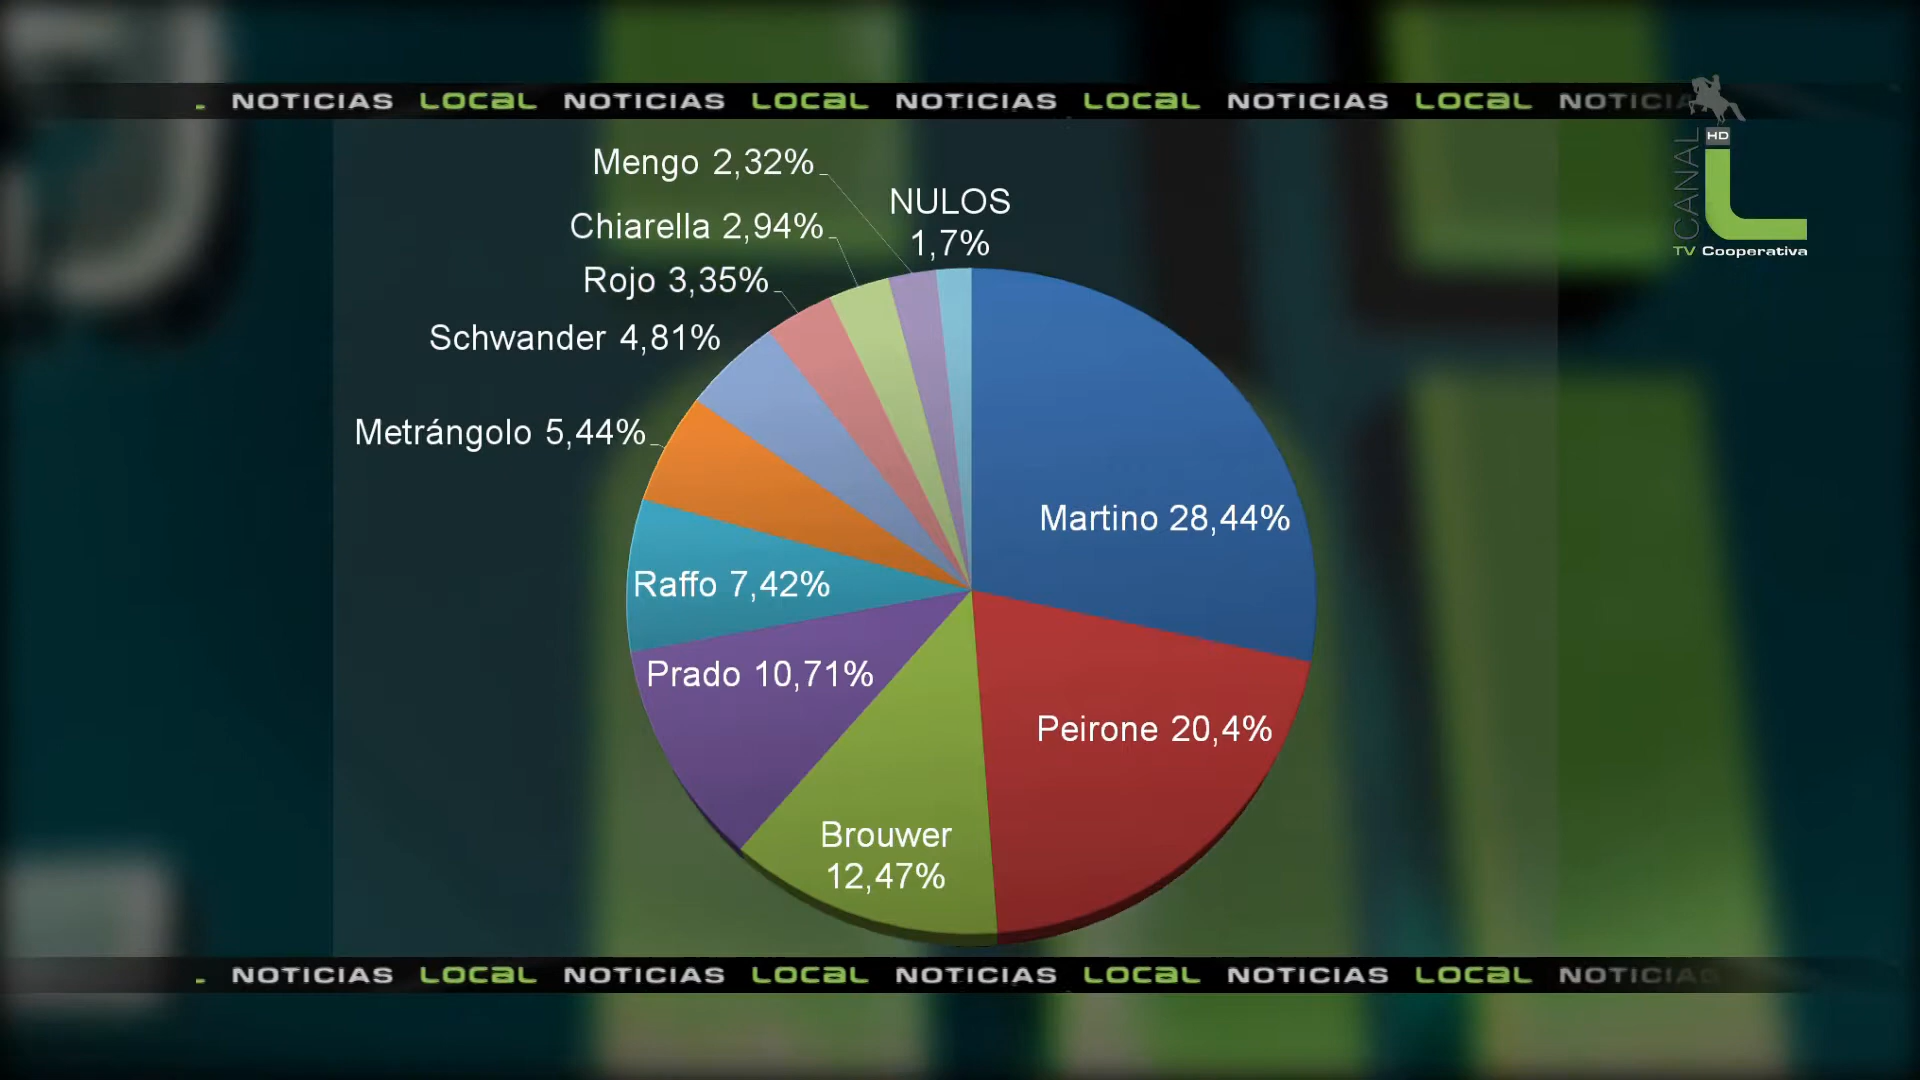 NOTICIAS LOCAL NOTICIAS LOCAL NOTICIAS LOCAL NOTICIAS LOCAL
HD
CANAL
L
TV Cooperativa
Mengo 2,32%
NULOS
1,7%
Chiarella 2,94%
Rojo 3,35%
Schwander 4,81%
Metrángolo 5,44%
Martino 28,44%
Raffo 7,42%
Prado 10,71%
Peirone 20,4%
Brouwer
12,47%
NOTICIAS LOCAL NOTICIAS LOCAL NOTICIAS LOCAL NOTICIAS LOCAL NOTICIAS